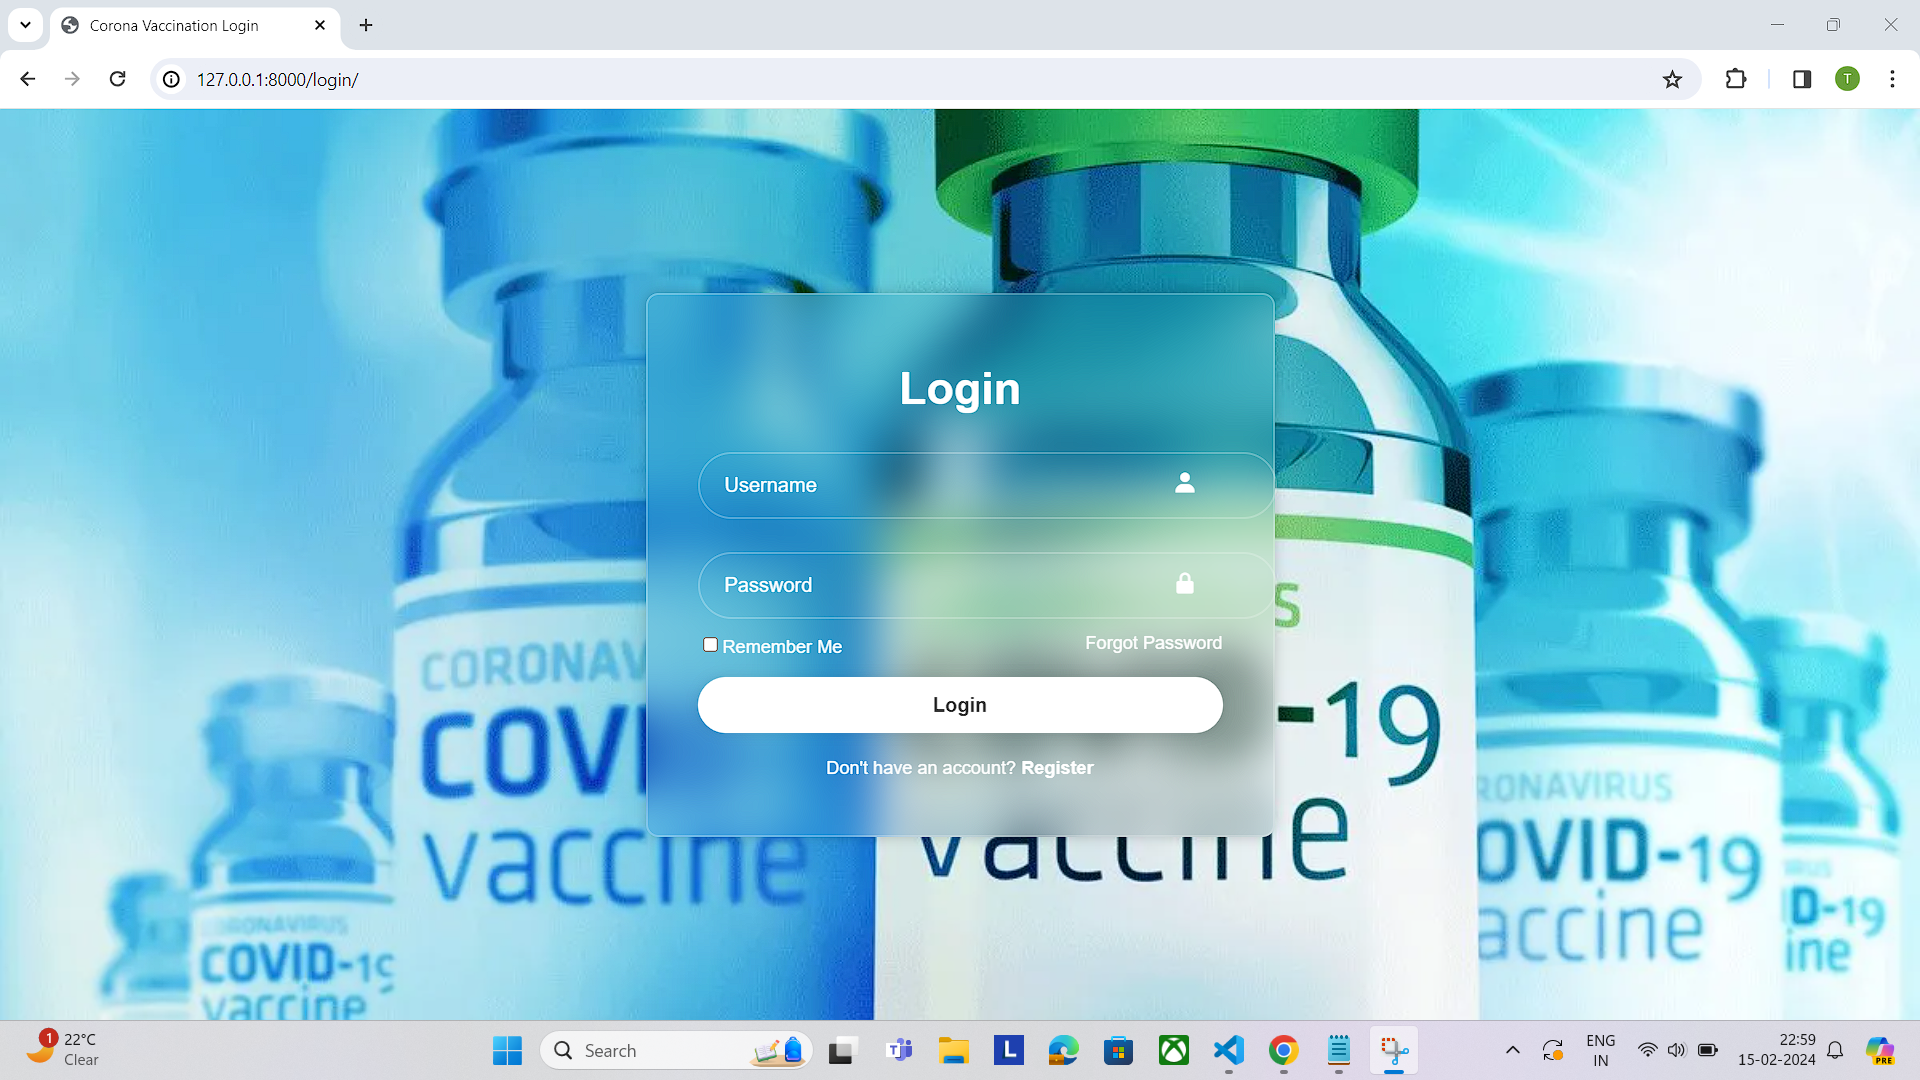 Corona Vaccination Login
127.0.0.1:8000/login/
T
Login
Username
Password
Remember Me
Forgot Password
Login
Don't have an account? Register
CORONAV
COVI
vaccine
S
-19
vaccine
CORONAVIRUS
COVID-19
vaccine
RONAVIRUS
OVID-19
accine
IRUS
D-19
ine
1
22°C
Clear
Search
L
PRE
ENG
IN
22:59
15-02-2024